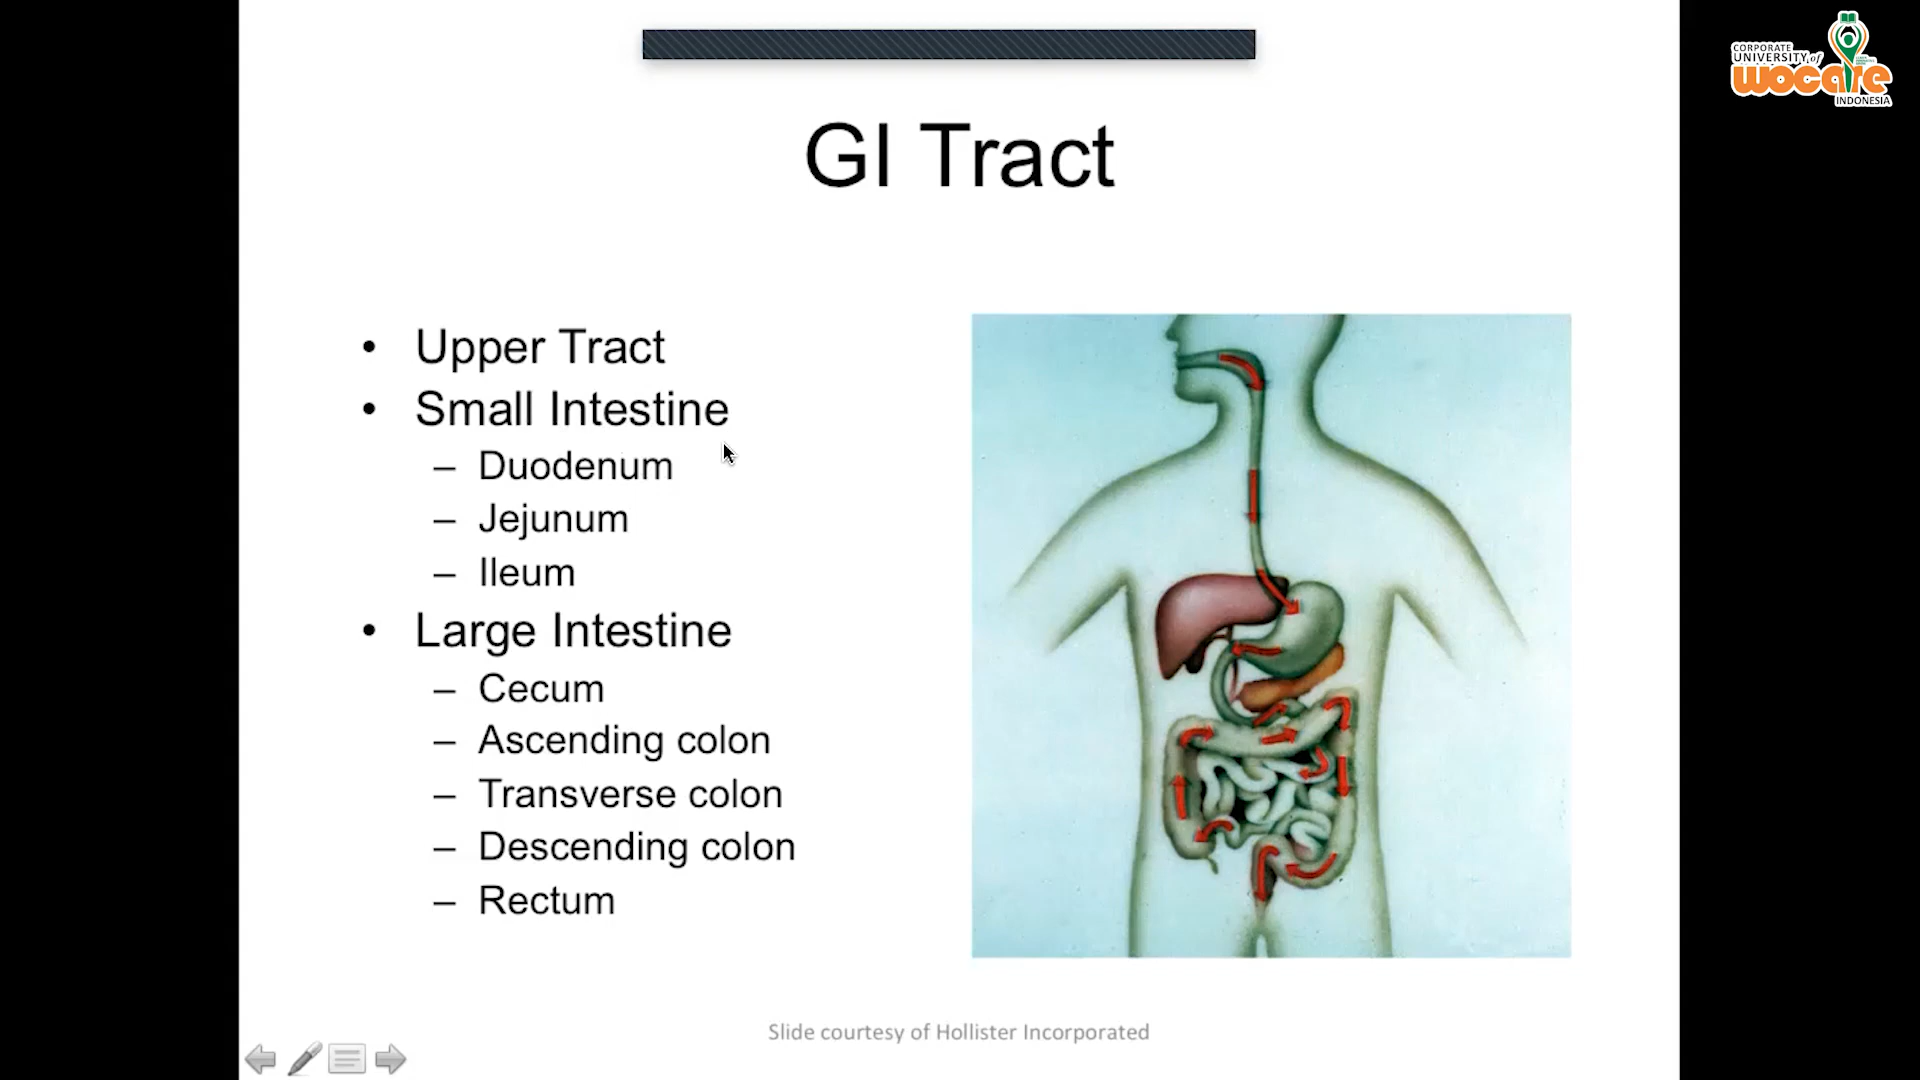 CORPORATE
UNIVERSITY of
wocare
INDONESIA
GI Tract
• Upper Tract
• Small Intestine
– Duodenum
– Jejunum
– Ileum
• Large Intestine
– Cecum
– Ascending colon
– Transverse colon
– Descending colon
– Rectum
Slide courtesy of Hollister Incorporated